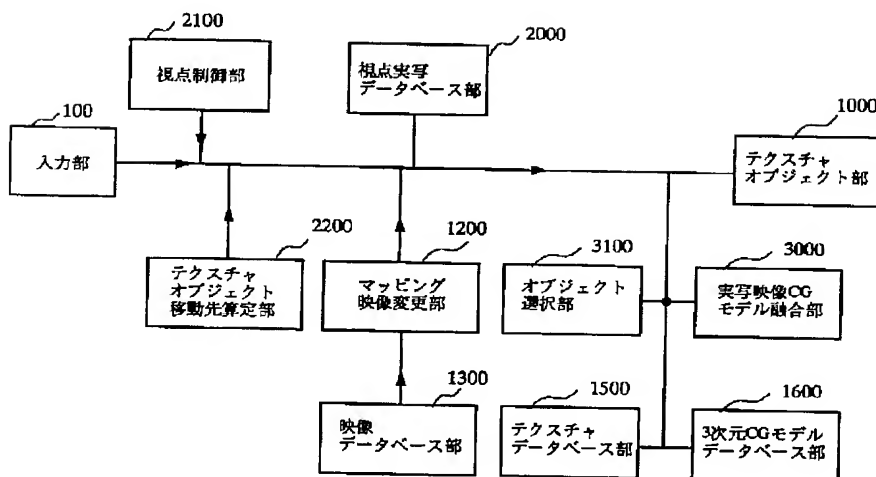 2100
視点制御部
2000
視点実写
データベース部
100
入力部
1000
テクスチャ
オブジェクト部
2200
テクスチャ
オブジェクト
移動先算定部
1200
マッピング
映像変更部
3100
オブジェクト
選択部
3000
実写映像CG
モデル融合部
1300
映像
データベース部
1500
テクスチャ
データベース部
1600
3次元CGモデル
データベース部